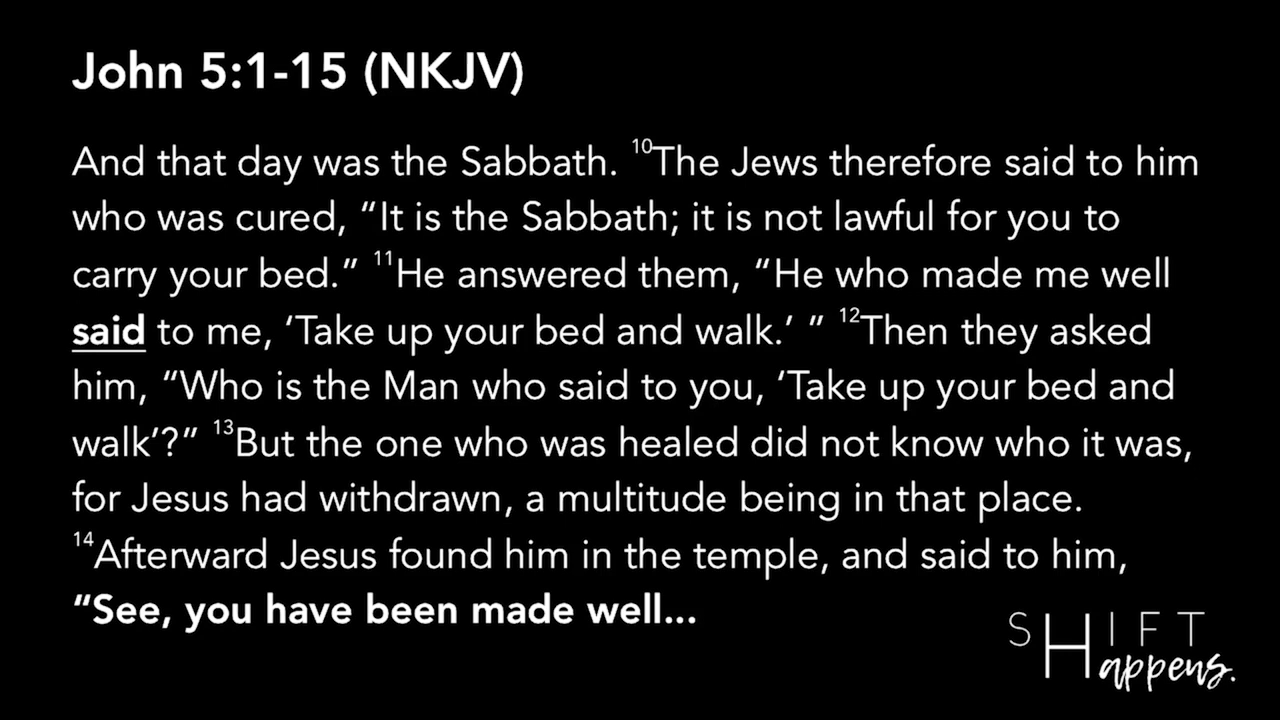 John 5:1-15 (NKJV)
And that day was the Sabbath. 10The Jews therefore said to him
who was cured, “It is the Sabbath; it is not lawful for you to
carry your bed.” 11He answered them, “He who made me well
said to me, ‘Take up your bed and walk.’ ” 12Then they asked
him, “Who is the Man who said to you, ‘Take up your bed and
walk’?” 13But the one who was healed did not know who it was,
for Jesus had withdrawn, a multitude being in that place.
14Afterward Jesus found him in the temple, and said to him,
“See, you have been made well...
SHIFT
Happens.